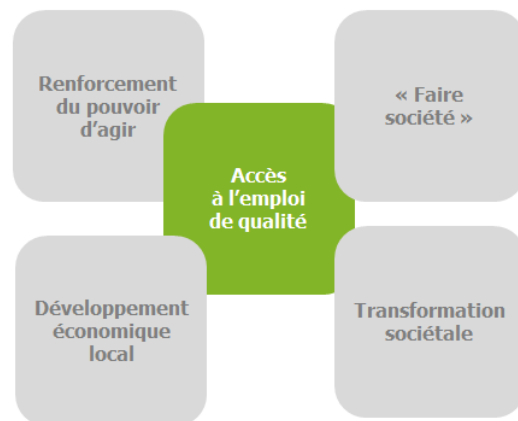 Renforcement
du pouvoir
d’agir
« Faire
société »
Accès
à l’emploi
de qualité
Développement
économique
local
Transformation
sociétale